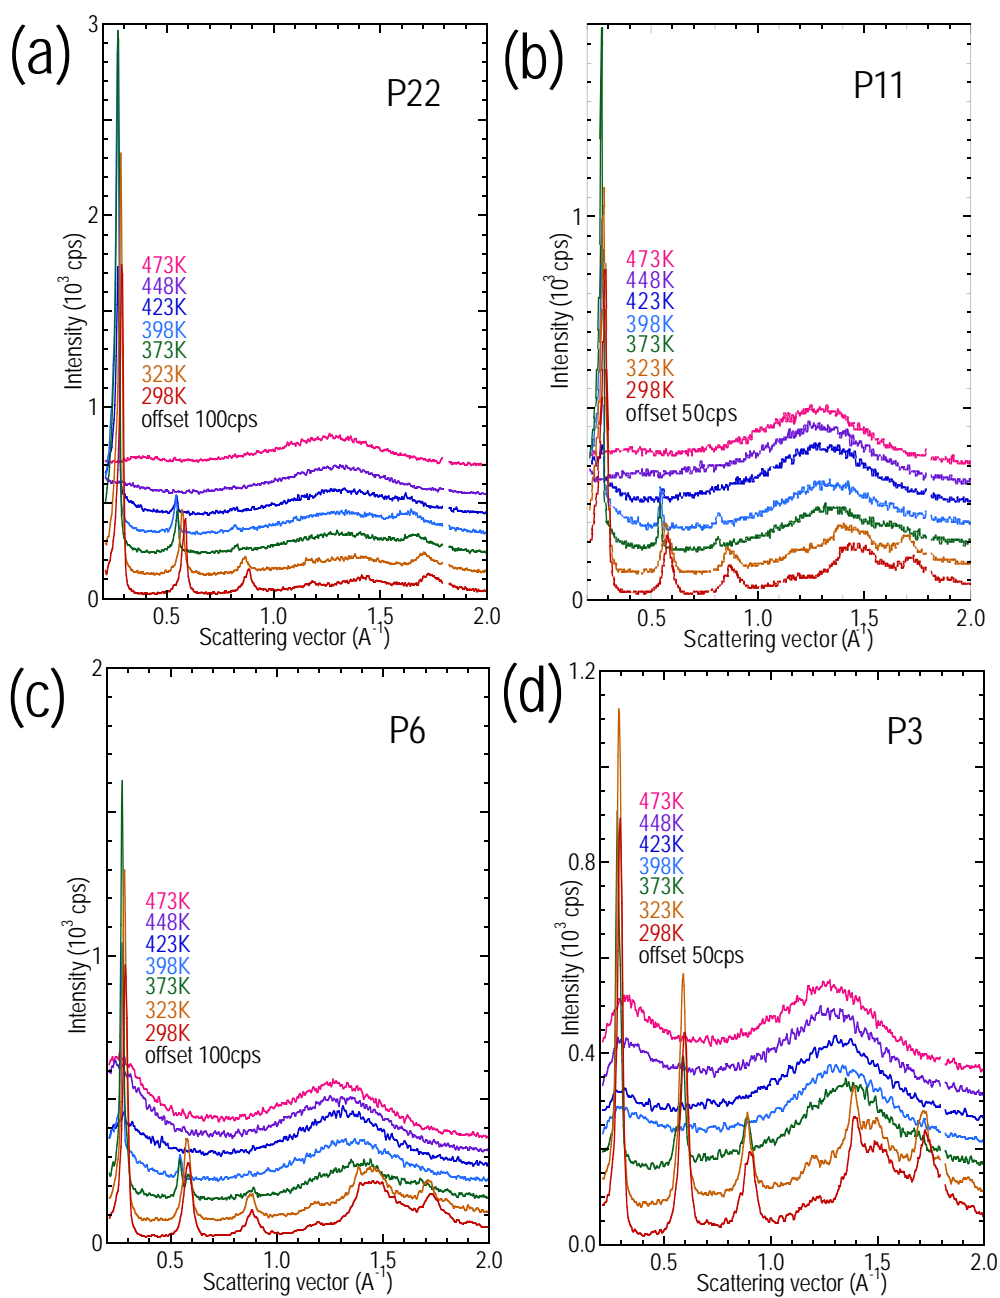 (a)
P22
3
2
1
0
Intensity (10³ cps)
473K
448K
423K
398K
373K
323K
298K
offset 100cps
0.5
1.0
1.5
2.0
Scattering vector (A⁻¹)
(b)
P11
1
0
Intensity (10³ cps)
473K
448K
423K
398K
373K
323K
298K
offset 50cps
0.5
1.0
1.5
2.0
Scattering vector (A⁻¹)
(c)
P6
2
1
0
Intensity (10³ cps)
473K
448K
423K
398K
373K
323K
298K
offset 100cps
0.5
1.0
1.5
2.0
Scattering vector (A⁻¹)
(d)
P3
1.2
0.8
0.4
0.0
Intensity (10³ cps)
473K
448K
423K
398K
373K
323K
298K
offset 50cps
0.5
1.0
1.5
2.0
Scattering vector (A⁻¹)